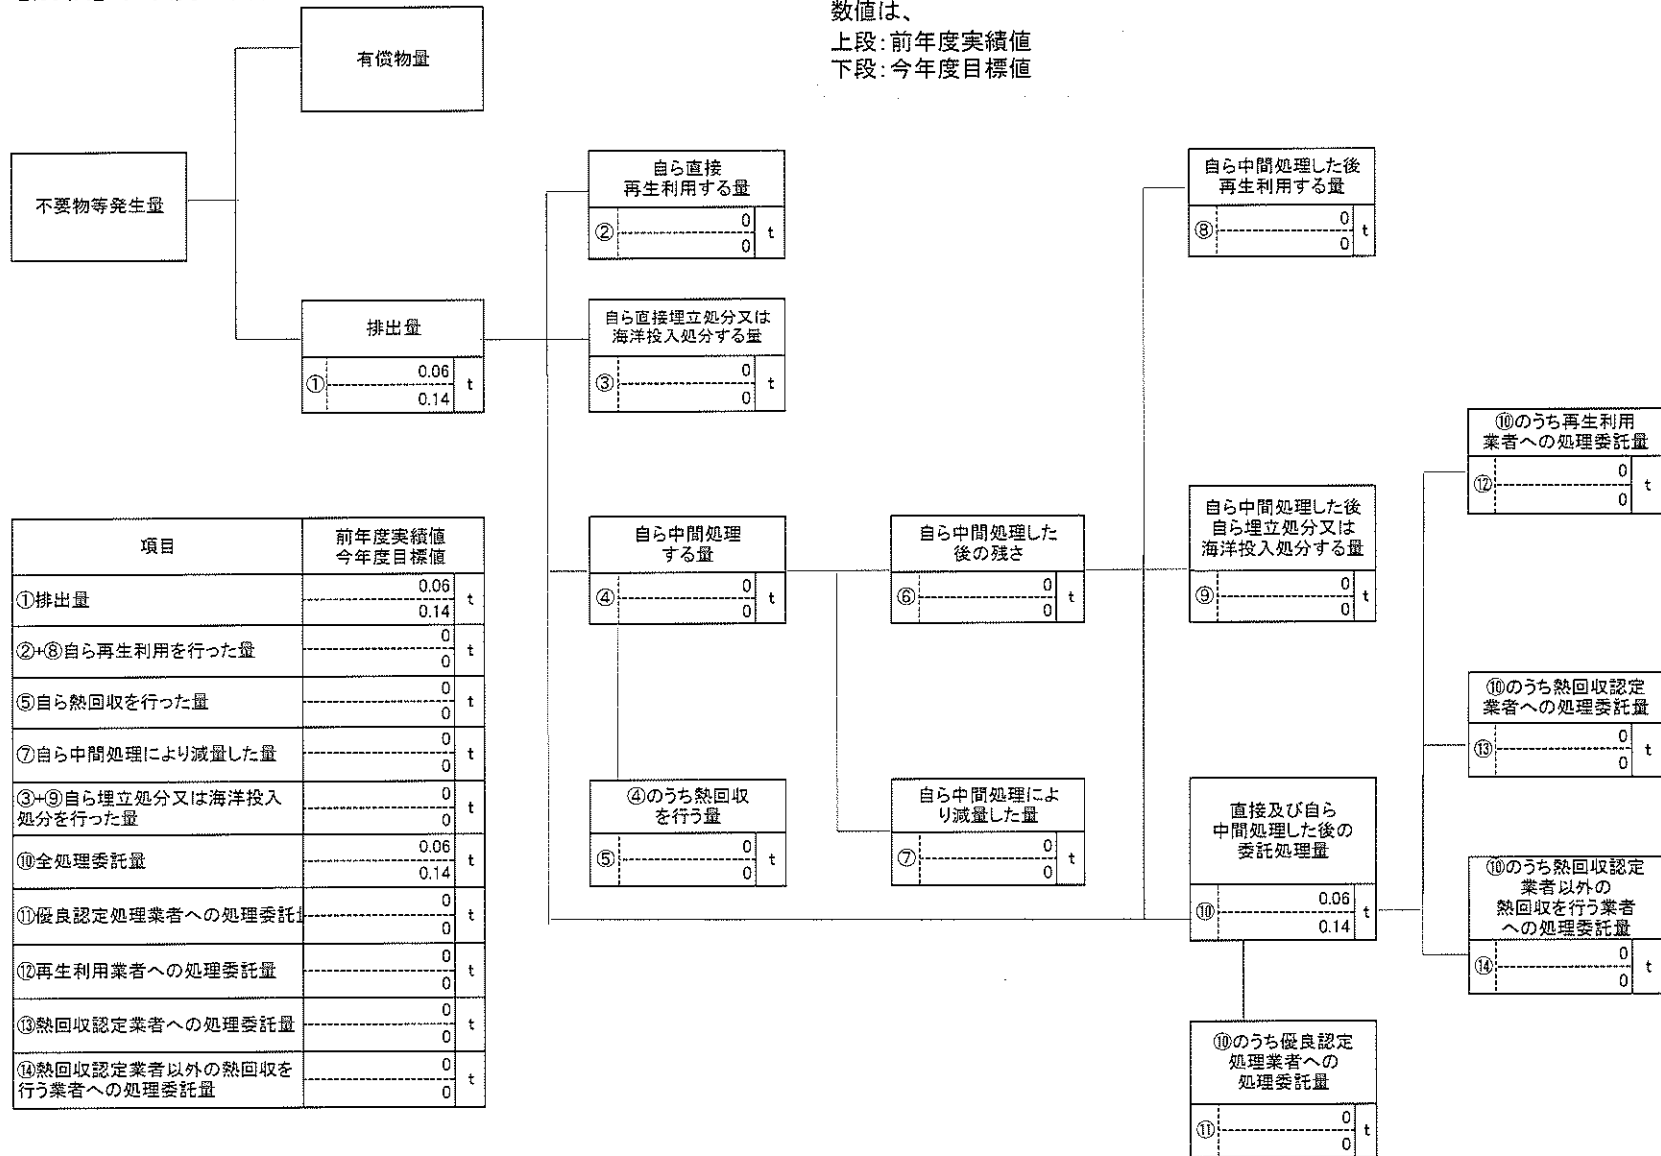 数値は、
上段:前年度実績値
下段:今年度目標値
有償物量
不要物等発生量
排出量
① 0.06 t
0.14
自ら直接
再生利用する量
② 0 t
0
自ら直接埋立処分又は
海洋投入処分する量
③ 0 t
0
自ら中間処理
する量
④ 0 t
0
④のうち熱回収
を行う量
⑤ 0 t
0
自ら中間処理した
後の残さ
⑥ 0 t
0
自ら中間処理によ
り減量した量
⑦ 0 t
0
自ら中間処理した後
再生利用する量
⑧ 0 t
0
自ら中間処理した後
自ら埋立処分又は
海洋投入処分する量
⑨ 0 t
0
直接及び自ら
中間処理した後の
委託処理量
⑩ 0.06 t
0.14
⑩のうち優良認定
処理業者への
処理委託量
⑪ 0 t
0
⑩のうち再生利用
業者への処理委託量
⑫ 0 t
0
⑩のうち熱回収認定
業者への処理委託量
⑬ 0 t
0
⑩のうち熱回収認定
業者以外の
熱回収を行う業者
への処理委託量
⑭ 0 t
0
項目 前年度実績値
今年度目標値
①排出量 0.06 t
0.14
②+⑧自ら再生利用を行った量 0 t
0
⑤自ら熱回収を行った量 0 t
0
⑦自ら中間処理により減量した量 0 t
0
③+⑨自ら埋立処分又は海洋投入
処分を行った量 0 t
0
⑩全処理委託量 0.06 t
0.14
⑪優良認定処理業者への処理委託 0 t
0
⑫再生利用業者への処理委託量 0 t
0
⑬熱回収認定業者への処理委託量 0 t
0
⑭熱回収認定業者以外の熱回収を
行う業者への処理委託量 0 t
0